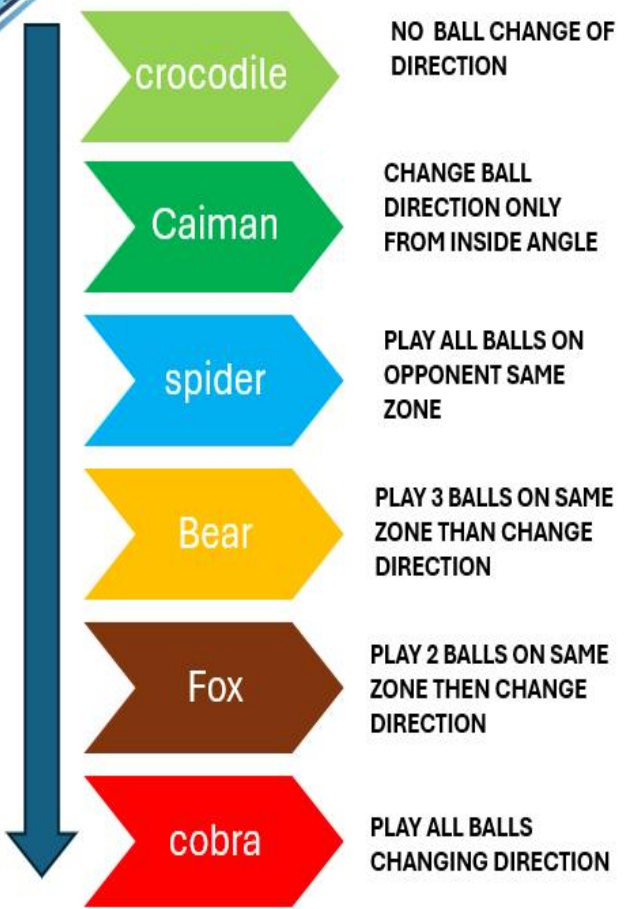 crocodile
NO BALL CHANGE OF
DIRECTION
Caiman
CHANGE BALL
DIRECTION ONLY
FROM INSIDE ANGLE
spider
PLAY ALL BALLS ON
OPPONENT SAME
ZONE
Bear
PLAY 3 BALLS ON SAME
ZONE THAN CHANGE
DIRECTION
Fox
PLAY 2 BALLS ON SAME
ZONE THEN CHANGE
DIRECTION
cobra
PLAY ALL BALLS
CHANGING DIRECTION